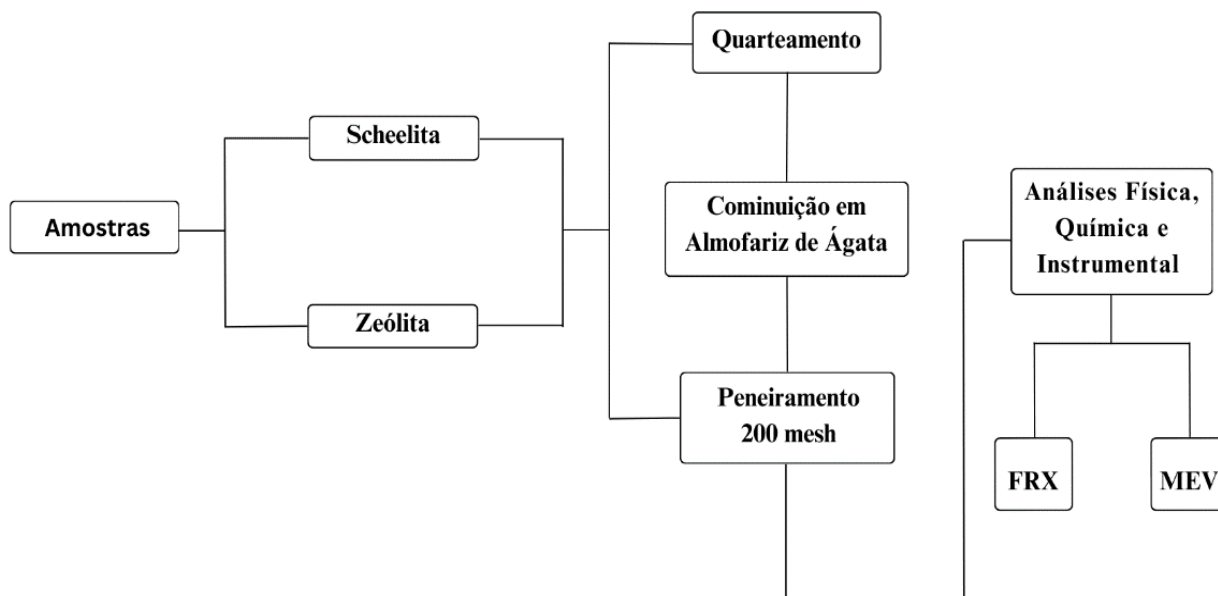 Amostras
Scheelita
Zeólita
Quarteamento
Cominuição em
Almofariz de Ágata
Peneiramento
200 mesh
Análises Física,
Química e
Instrumental
FRX
MEV